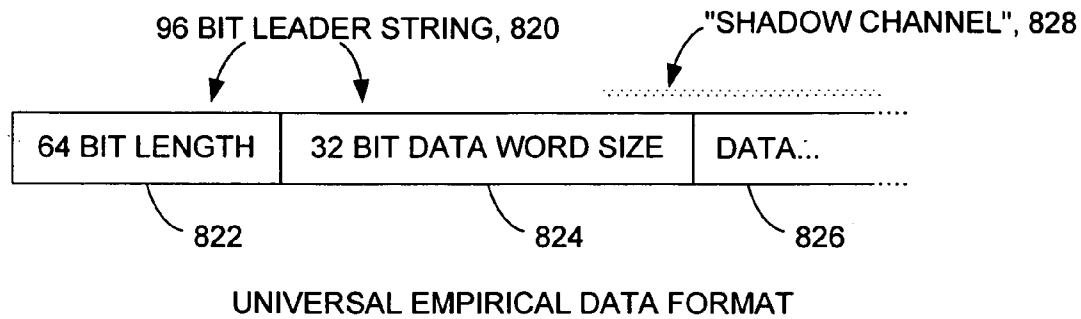 96 BIT LEADER STRING, 820
"SHADOW CHANNEL", 828
64 BIT LENGTH
32 BIT DATA WORD SIZE
DATA...
822
824
826
UNIVERSAL EMPIRICAL DATA FORMAT